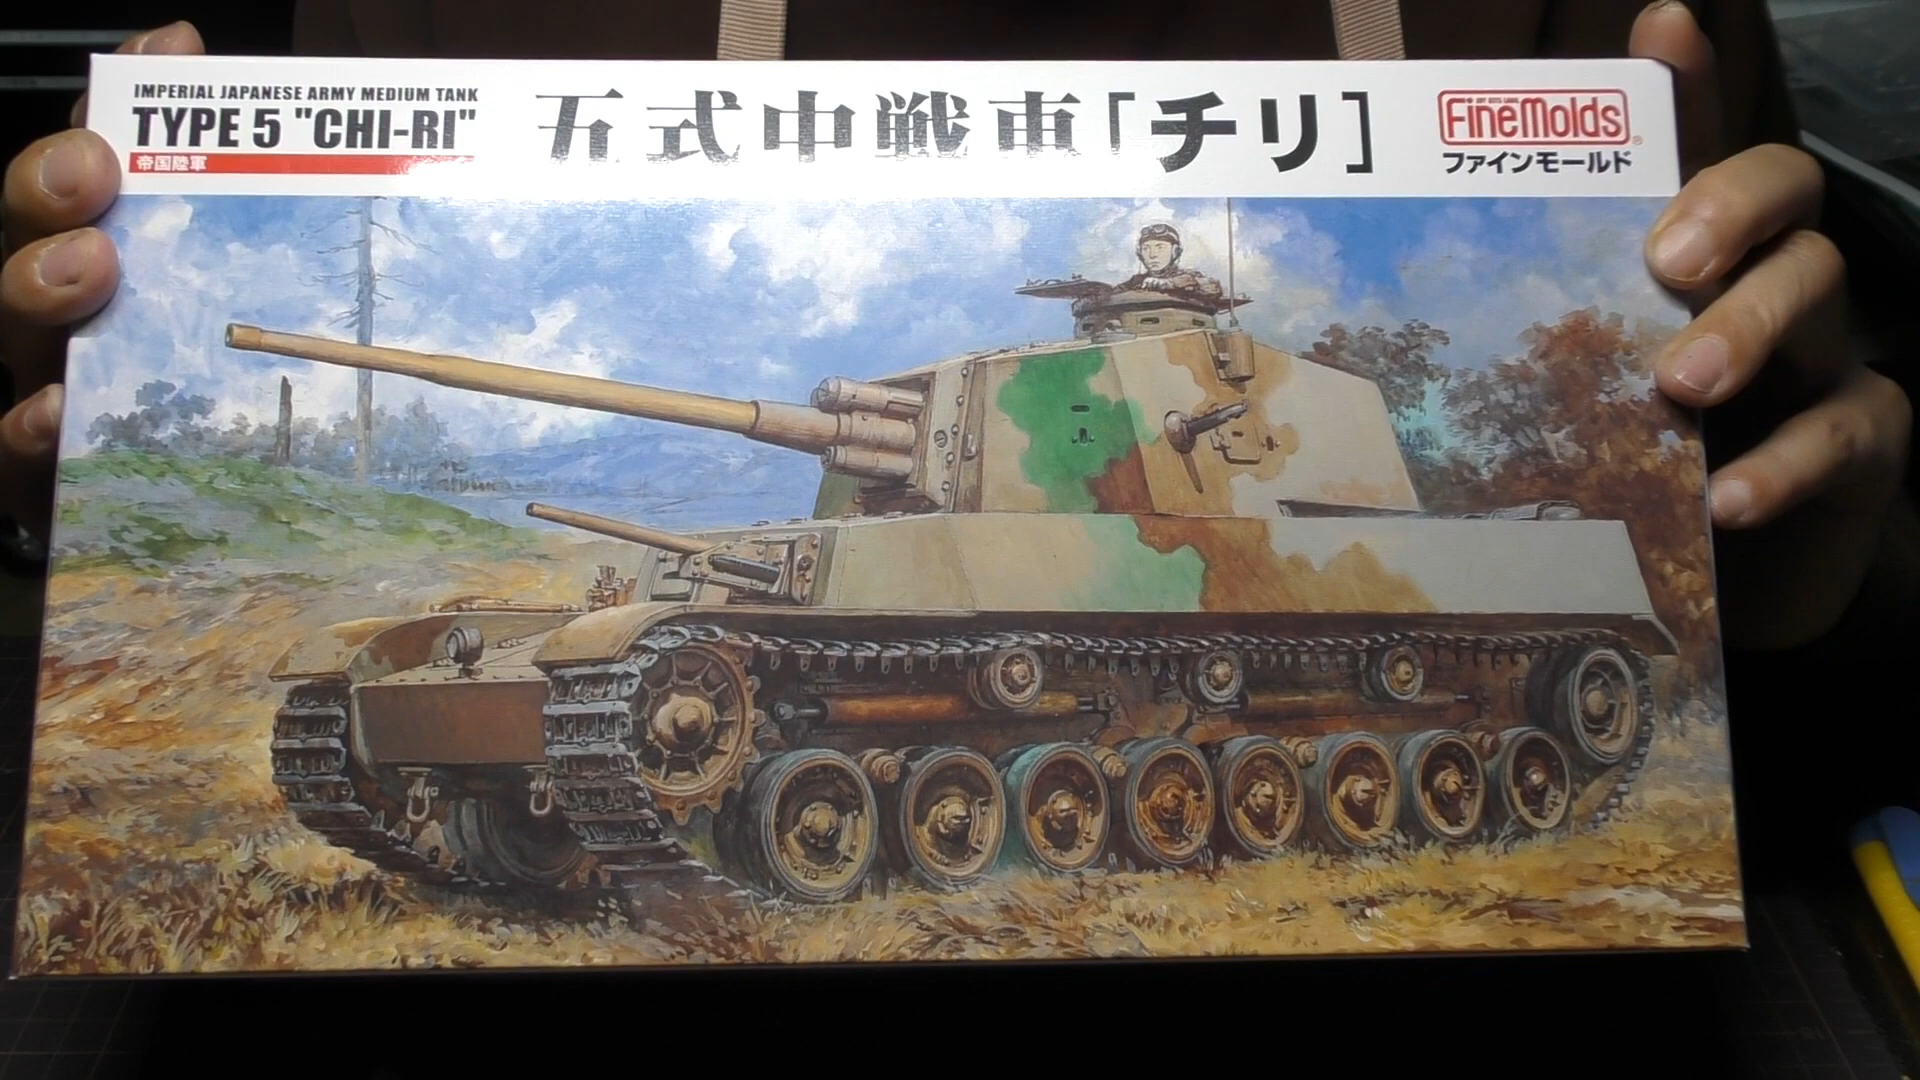 IMPERIAL JAPANESE ARMY MEDIUM TANK
TYPE 5 "CHI-RI"
帝国陸軍
五式中戦車「チリ」
FineMolds
ファインモールド